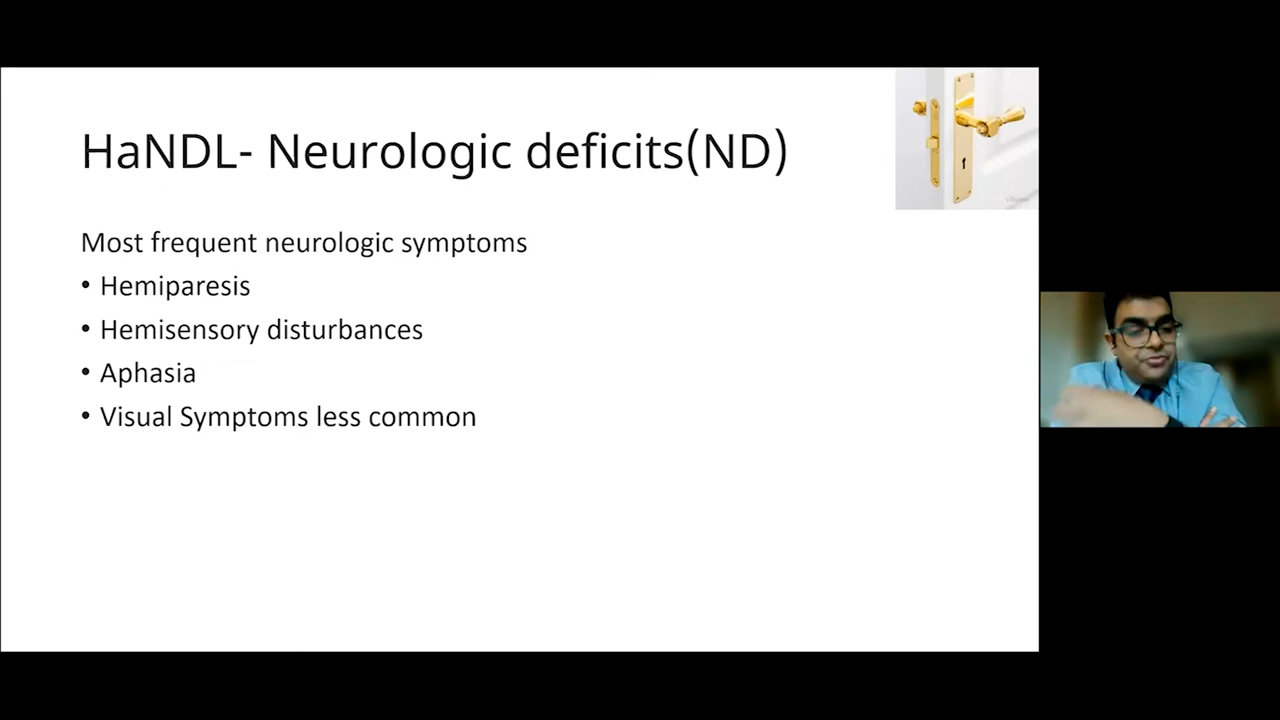 HaNDL- Neurologic deficits(ND)
Most frequent neurologic symptoms
• Hemiparesis
• Hemisensory disturbances
• Aphasia
• Visual Symptoms less common